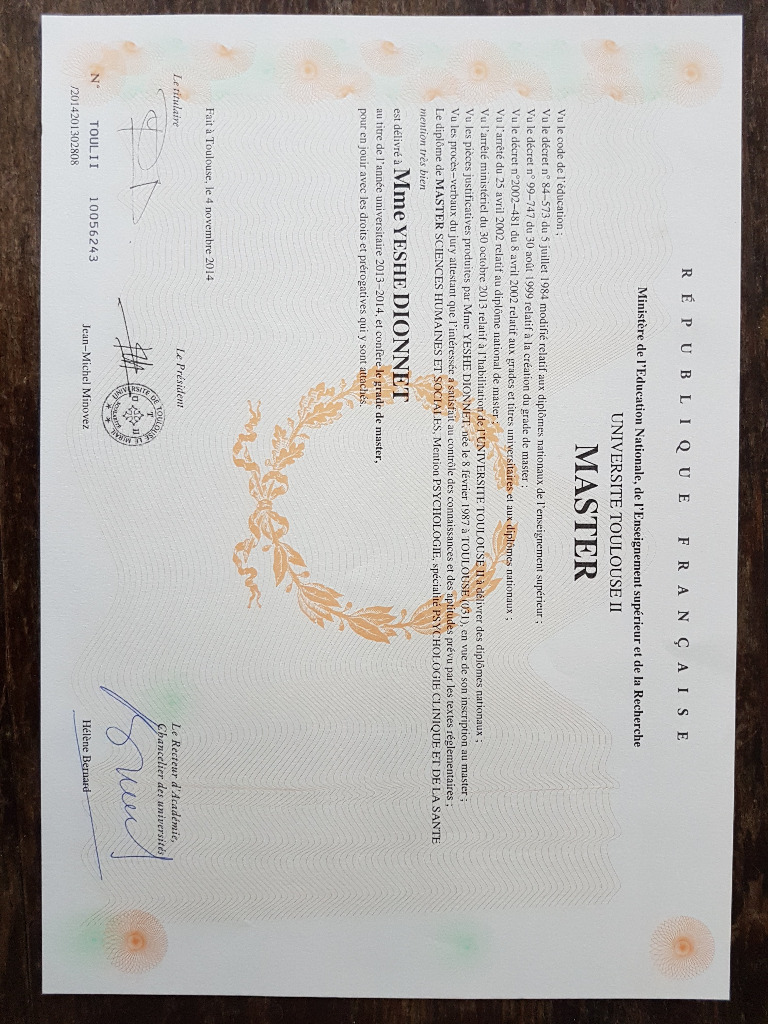 RÉPUBLIQUE FRANÇAISE
Ministère de l'Education Nationale, de l'Enseignement supérieur et de la Recherche
UNIVERSITE TOULOUSE II
MASTER
Vu le code de l'éducation ;
Vu le décret n° 84-573 du 5 juillet 1984 modifié relatif aux diplômes nationaux de l'enseignement supérieur ;
Vu le décret n° 99-747 du 30 août 1999 relatif à la création du grade de master ;
Vu le décret n°2002-481 du 8 avril 2002 relatif aux grades et titres universitaires et aux diplômes nationaux ;
Vu l'arrêté du 25 avril 2002 relatif au diplôme national de master ;
Vu l'arrêté ministériel du 30 octobre 2013 relatif à l'habilitation de l'UNIVERSITE TOULOUSE II à délivrer des diplômes nationaux ;
Vu les pièces justificatives produites par Mme YESHE DIONNET, née le 8 février 1987 à TOULOUSE (031), en vue de son inscription au master ;
Vu les procès-verbaux du jury attestant que l'intéressée a satisfait au contrôle des connaissances et des aptitudes prévu par les textes réglementaires ;
Le diplôme de MASTER SCIENCES HUMAINES ET SOCIALES, Mention PSYCHOLOGIE, spécialité PSYCHOLOGIE CLINIQUE ET DE LA SANTE
mention très bien
est délivré à Mme YESHE DIONNET
au titre de l'année universitaire 2013-2014, et confère le grade de master,
pour en jouir avec les droits et prérogatives qui y sont attachés.
Fait à Toulouse, le 4 novembre 2014
Le titulaire
Le Président
Le Recteur d'Académie,
Chancelier des universités
UNIVERSITE DE TOULOUSE LE MIRAIL
Jean-Michel Minovez
Hélène Bernard
N° TOULII 10056243
/2014201302808